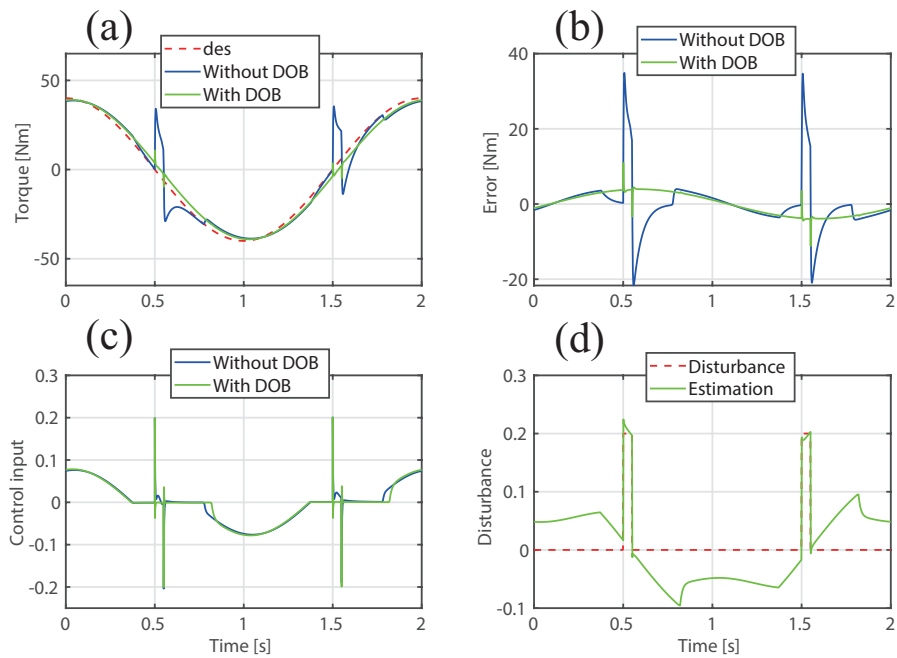 (a)
des
Without DOB
With DOB
Torque [Nm]
50
0
-50
0
0.5
1
1.5
2
(b)
Without DOB
With DOB
Error [Nm]
40
20
0
-20
0
0.5
1
1.5
2
(c)
Without DOB
With DOB
Control input
0.3
0.2
0.1
0
-0.1
-0.2
0
0.5
1
1.5
2
Time [s]
(d)
Disturbance
Estimation
Disturbance
0.3
0.2
0.1
0
-0.1
0
0.5
1
1.5
2
Time [s]